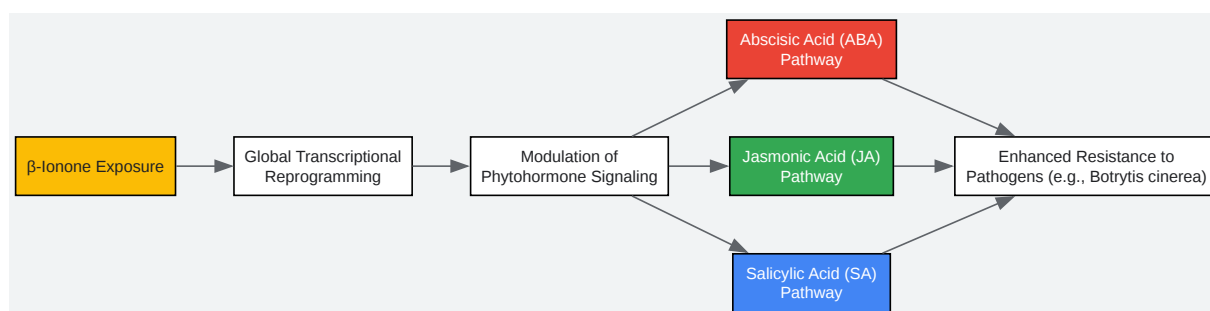 β-Ionone Exposure
Global Transcriptional
Reprogramming
Modulation of
Phytohormone Signaling
Abscisic Acid (ABA)
Pathway
Jasmonic Acid (JA)
Pathway
Salicylic Acid (SA)
Pathway
Enhanced Resistance to
Pathogens (e.g., Botrytis cinerea)